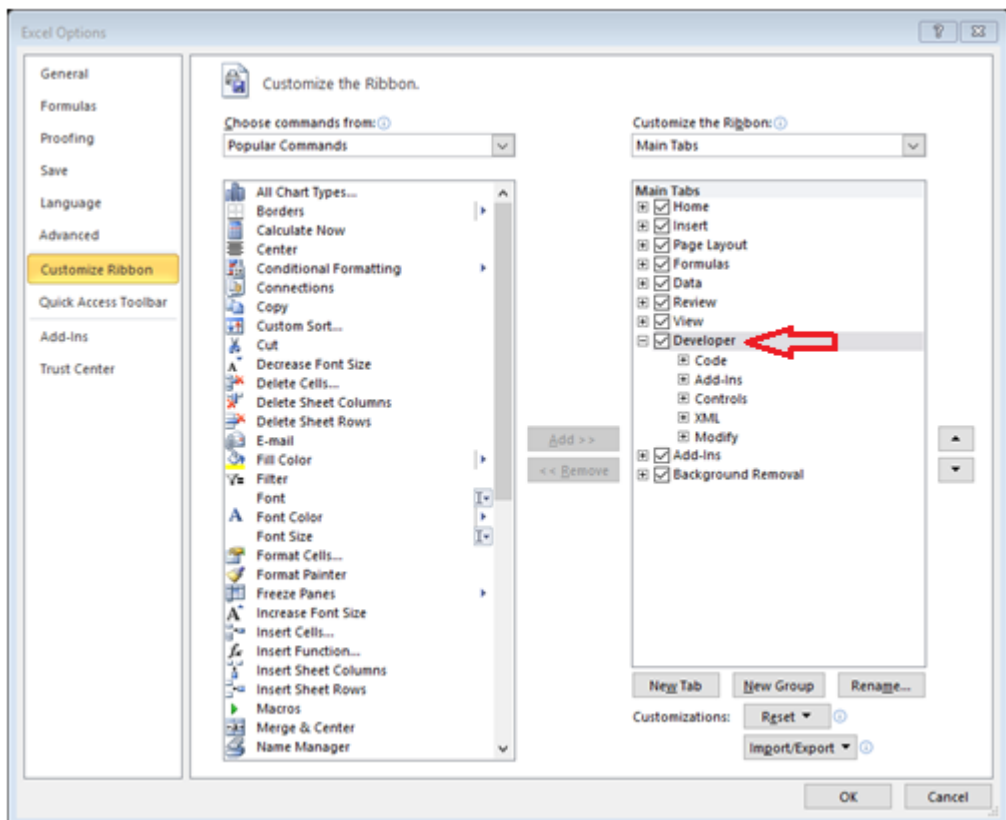 Excel Options
General
Formulas
Proofing
Save
Language
Advanced
Customize Ribbon
Quick Access Toolbar
Add-Ins
Trust Center
Customize the Ribbon.
Choose commands from:
Popular Commands
All Chart Types...
Borders
Calculate Now
Center
Conditional Formatting
Connections
Copy
Custom Sort...
Cut
Decrease Font Size
Delete Cells...
Delete Sheet Columns
Delete Sheet Rows
E-mail
Fill Color
Filter
Font
Font Color
Font Size
Format Cells...
Format Painter
Freeze Panes
Increase Font Size
Insert Cells...
Insert Function...
Insert Sheet Columns
Insert Sheet Rows
Macros
Merge & Center
Name Manager
Add >>
<< Remove
Customize the Ribbon:
Main Tabs
Main Tabs
Home
Insert
Page Layout
Formulas
Data
Review
View
Developer
Code
Add-Ins
Controls
XML
Modify
Add-Ins
Background Removal
New Tab
New Group
Rename...
Customizations:
Reset
Import/Export
OK
Cancel